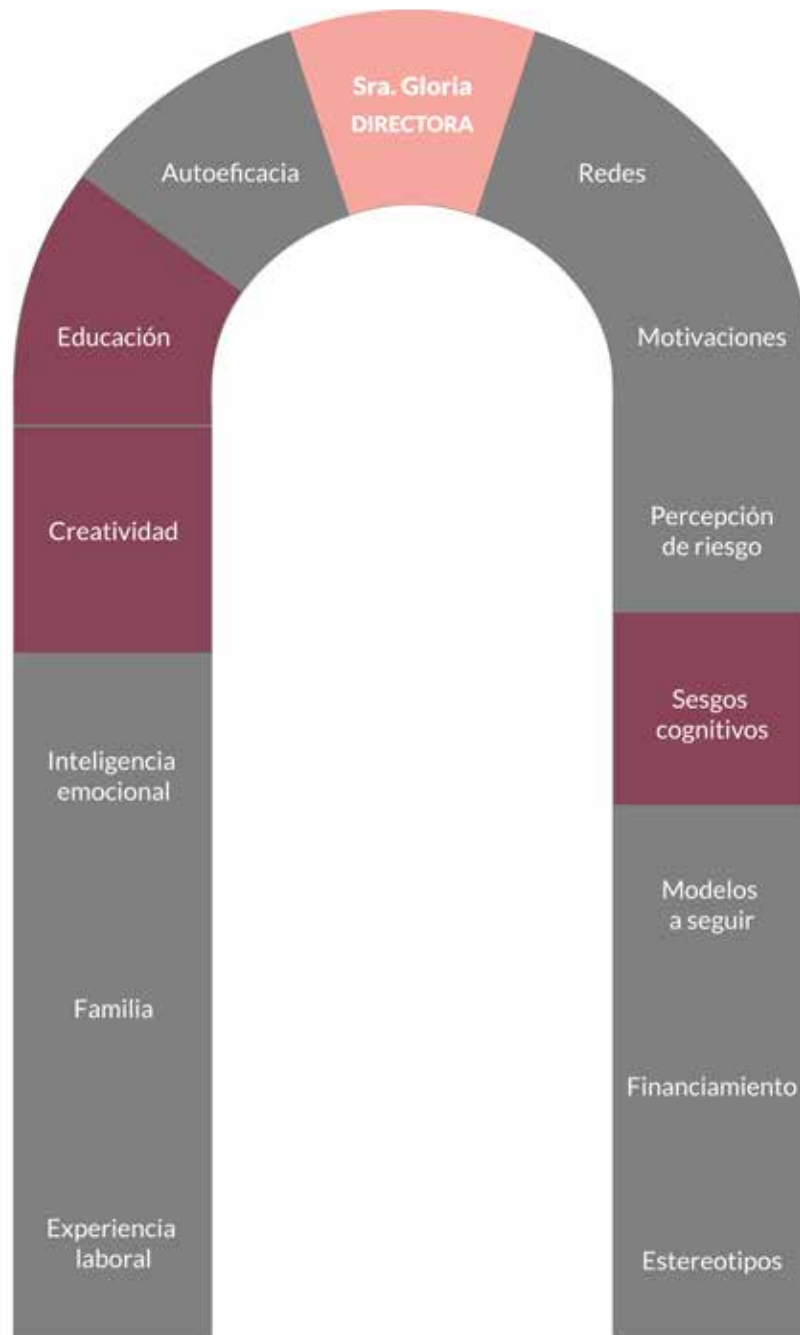 Sra. Gloria
DIRECTORA
Autoeficacia
Redes
Educación
Motivaciones
Creatividad
Percepción
de riesgo
Sesgos
cognitivos
Inteligencia
emocional
Modelos
a seguir
Familia
Financiamiento
Experiencia
laboral
Estereotipos